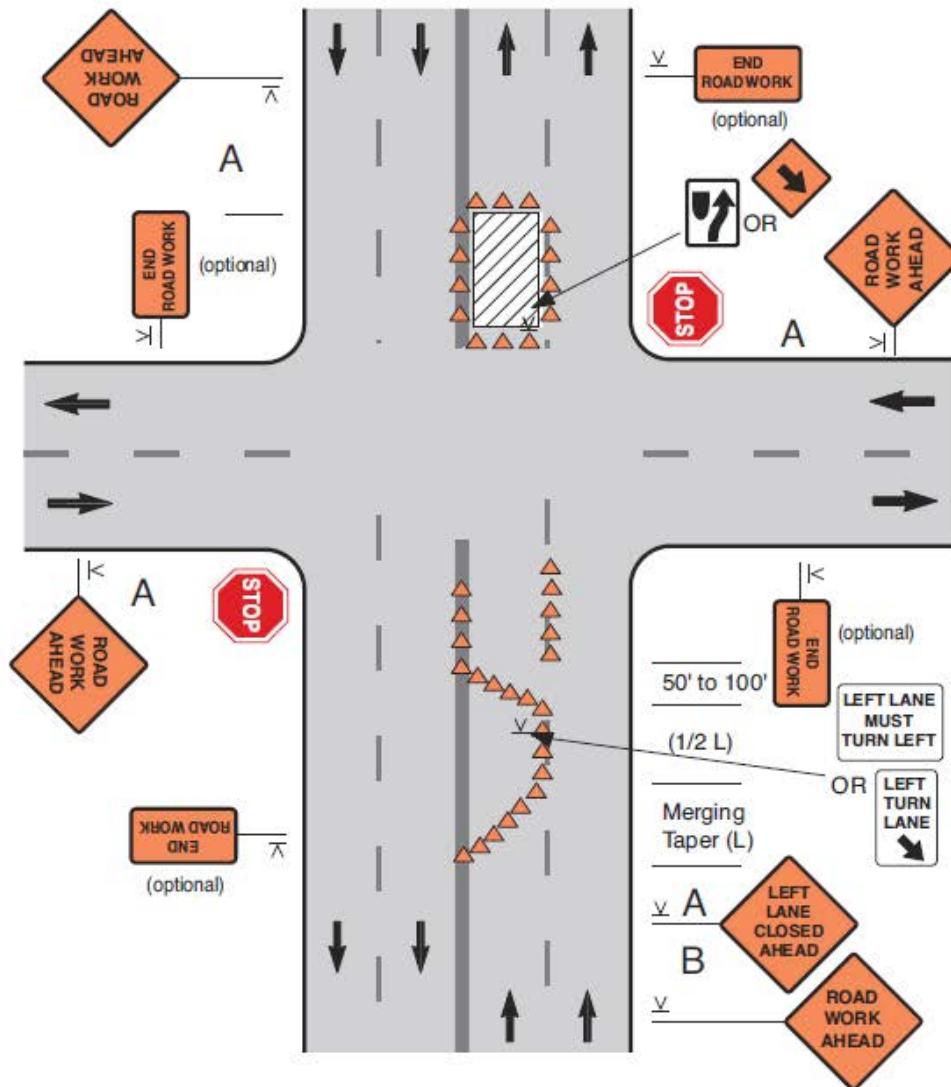 ROAD
WORK
AHEAD
A
END
ROAD WORK
(optional)
END
ROAD WORK
(optional)
OR
STOP
ROAD
WORK
AHEAD
A
A
STOP
ROAD
WORK
AHEAD
END
ROAD WORK
(optional)
50' to 100'
LEFT LANE
MUST
TURN LEFT
(1/2 L)
OR
LEFT
TURN
LANE
Merging
Taper (L)
END
ROAD WORK
(optional)
A
LEFT
LANE
CLOSED
AHEAD
B
ROAD
WORK
AHEAD